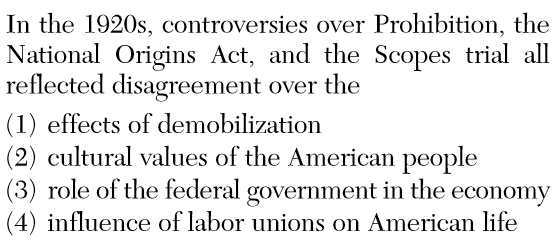 In the 1920s, controversies over Prohibition, the
National Origins Act, and the Scopes trial all
reflected disagreement over the
(1) effects of demobilization
(2) cultural values of the American people
(3) role of the federal government in the economy
(4) influence of labor unions on American life